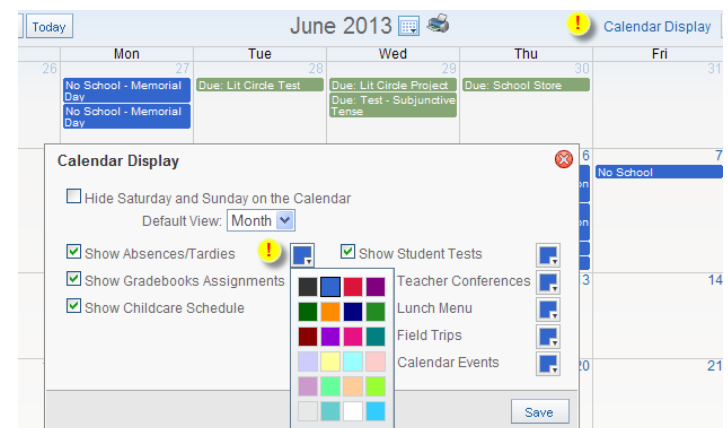 Today
June 2013
!
Calendar Display
Mon
Tue
Wed
Thu
Fri
26
27
28
29
30
31
No School - Memorial
Day
No School - Memorial
Day
Due: Lit Circle Test
Due: Lit Circle Project
Due: Test - Subjunctive
Tense
Due: School Store
Calendar Display
6
7
No School
on
on
Hide Saturday and Sunday on the Calendar
Default View: Month
Show Absences/Tardies
!
Show Student Tests
Show Gradebooks Assignments
Teacher Conferences
3
14
Show Childcare Schedule
Lunch Menu
Field Trips
Calendar Events
20
21
Save